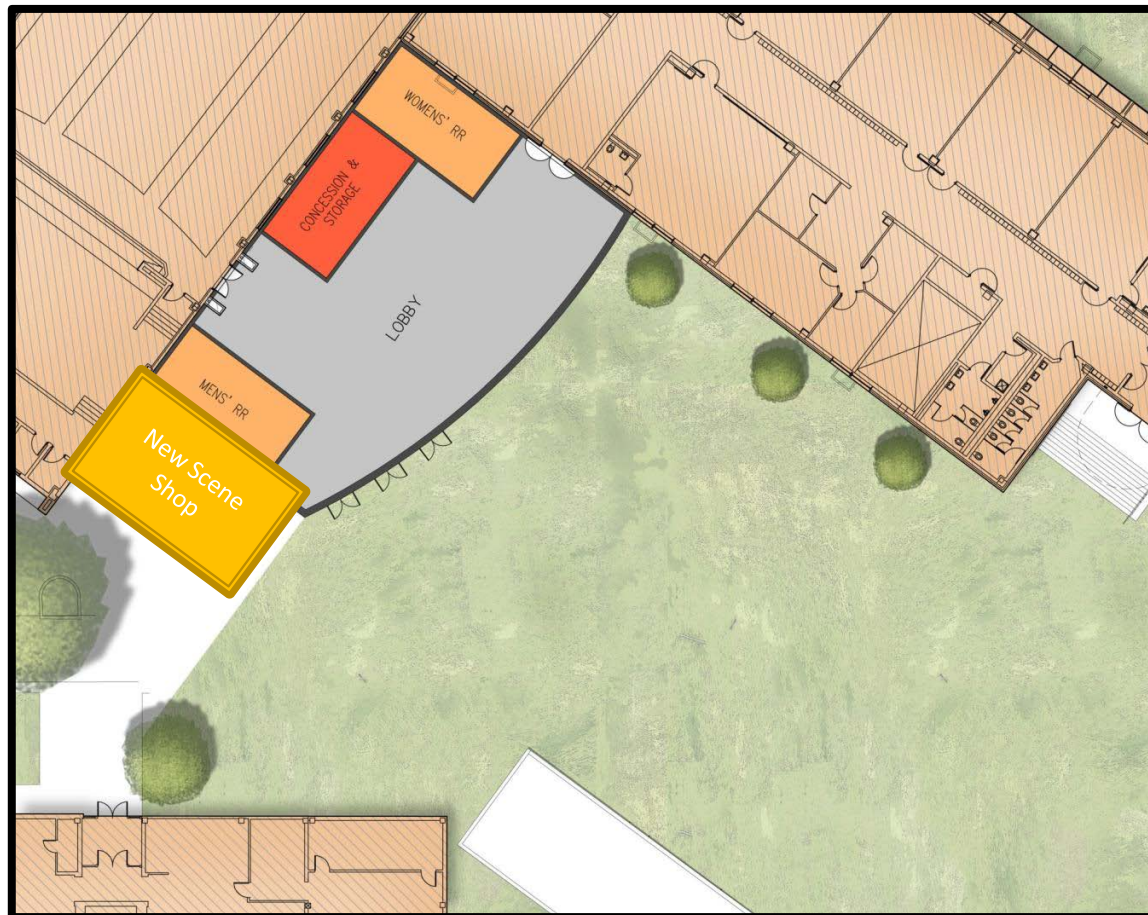 WOMENS' RR
CONCESSION &
STORAGE
LOBBY
MENS' RR
New Scene
Shop